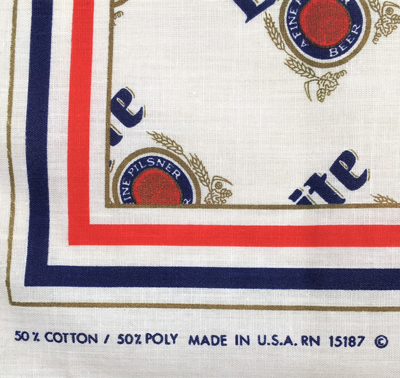 A FINE PILSNER BEER
ite
ite
FINE PILSNER
50% COTTON / 50% POLY MADE IN U.S.A. RN 15187 ©